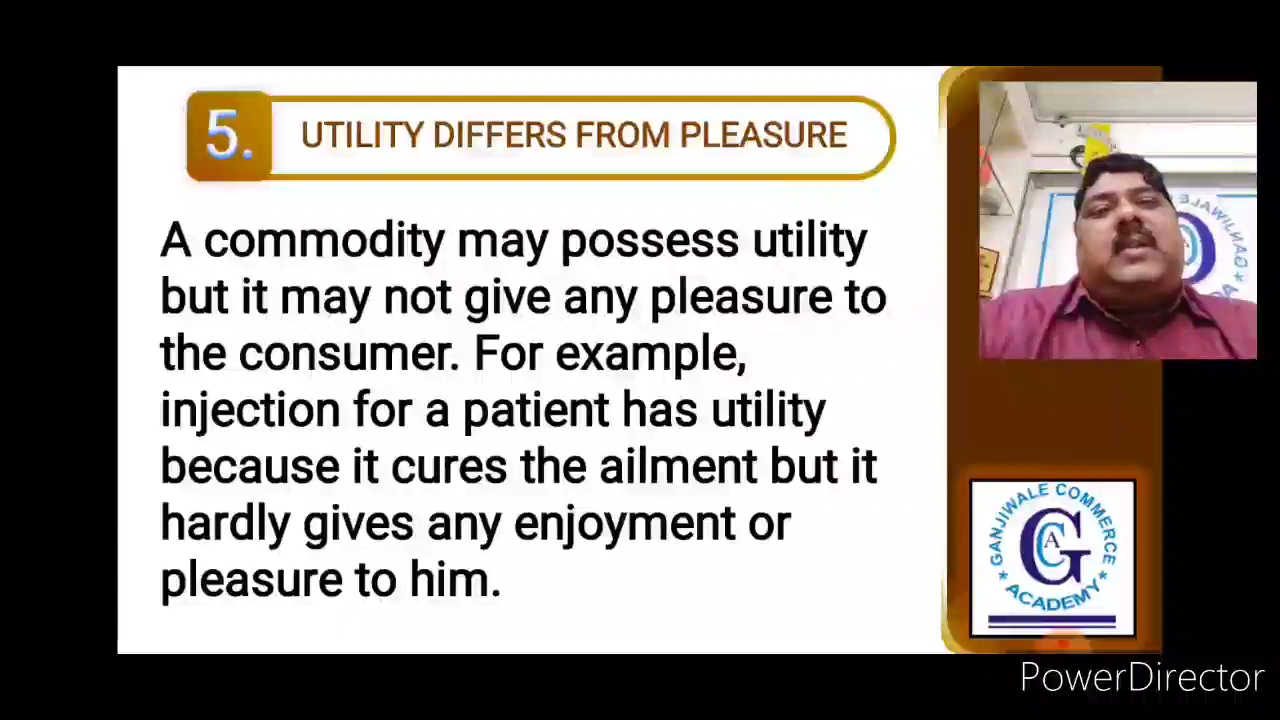 5.
UTILITY DIFFERS FROM PLEASURE
A commodity may possess utility
but it may not give any pleasure to
the consumer. For example,
injection for a patient has utility
because it cures the ailment but it
hardly gives any enjoyment or
pleasure to him.
GANJIWALE COMMERCE
GCA
★ ACADEMY ★
PowerDirector